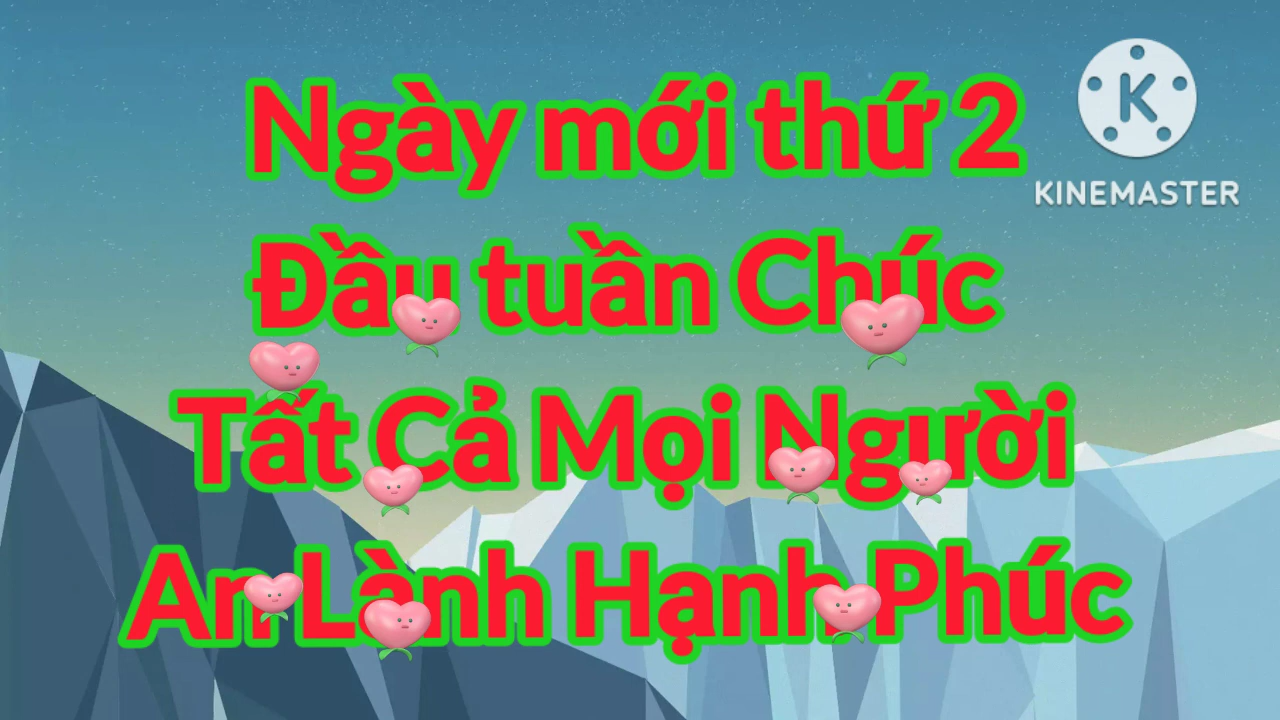 Ngày mới thứ 2
Đầu tuần Chúc
Tất Cả Mọi Người
An Lành Hạnh Phúc
K
KINEMASTER